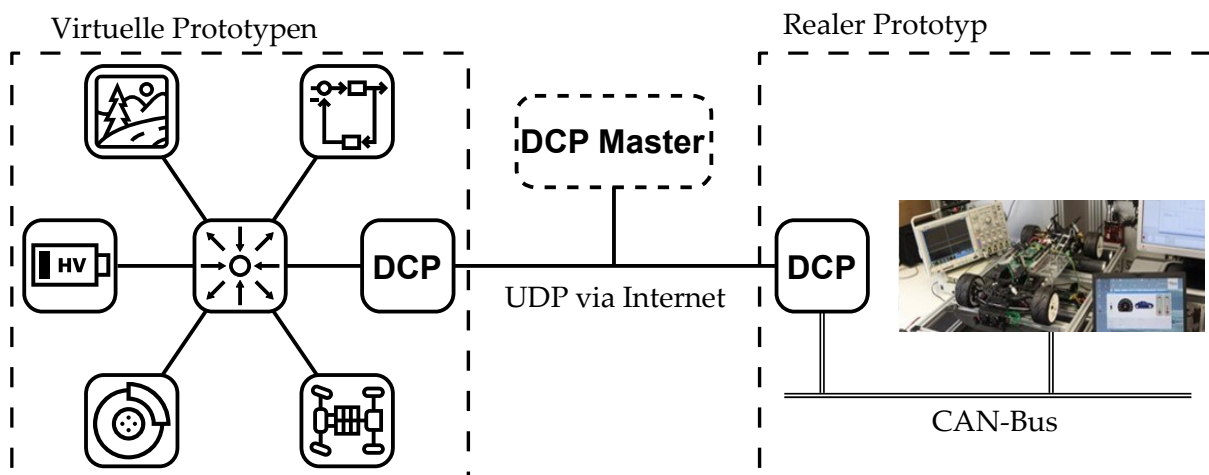 Virtuelle Prototypen
Realer Prototyp
DCP Master
HV
DCP
DCP
UDP via Internet
CAN-Bus